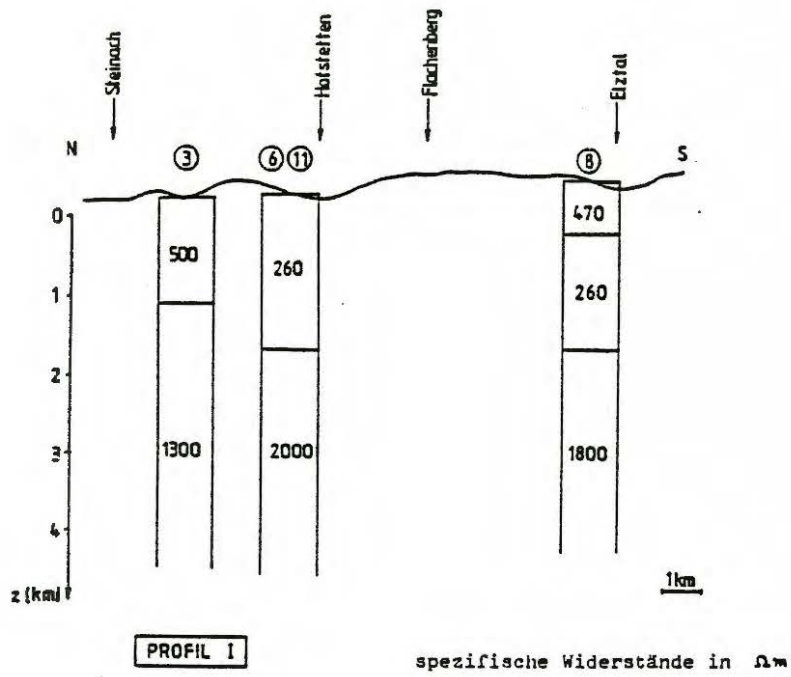 Steinach
Hofstetten
Flachenberg
Elztal
N
3
6
11
8
S
0
470
500
260
260
1
2
1300
2000
1800
3
4
z (km)
1km
PROFIL I
spezifische Widerstände in Ωm